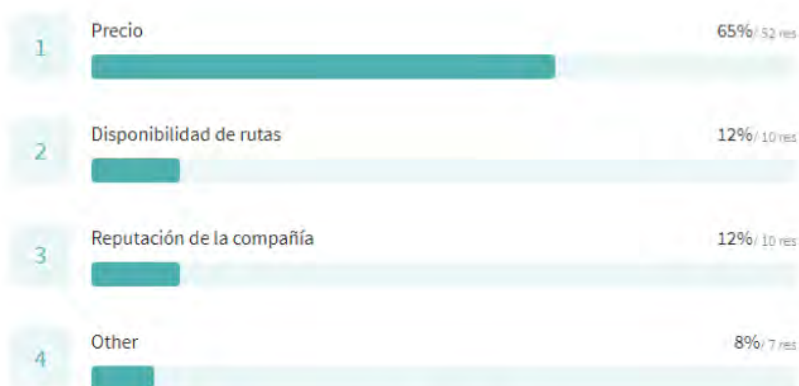 1
Precio
65% / 52 res
2
Disponibilidad de rutas
12% / 10 res
3
Reputación de la compañía
12% / 10 res
4
Other
8% / 7 res